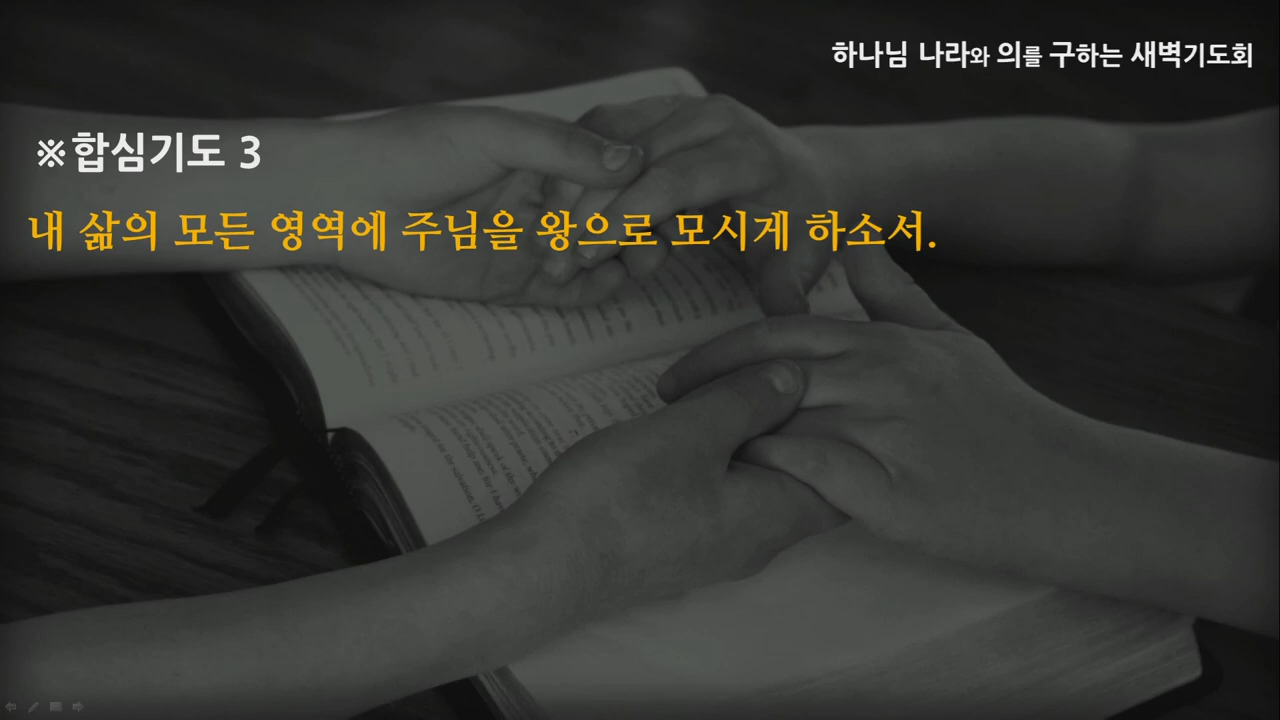 하나님 나라와 의를 구하는 새벽기도회
※합심기도 3
내 삶의 모든 영역에 주님을 왕으로 모시게 하소서.